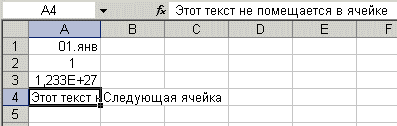 A4 fx Этот текст не помещается в ячейке
A B C D E F
1 01.янв
2 1
3 1,233E+27
4 Этот текст н Следующая ячейка
5